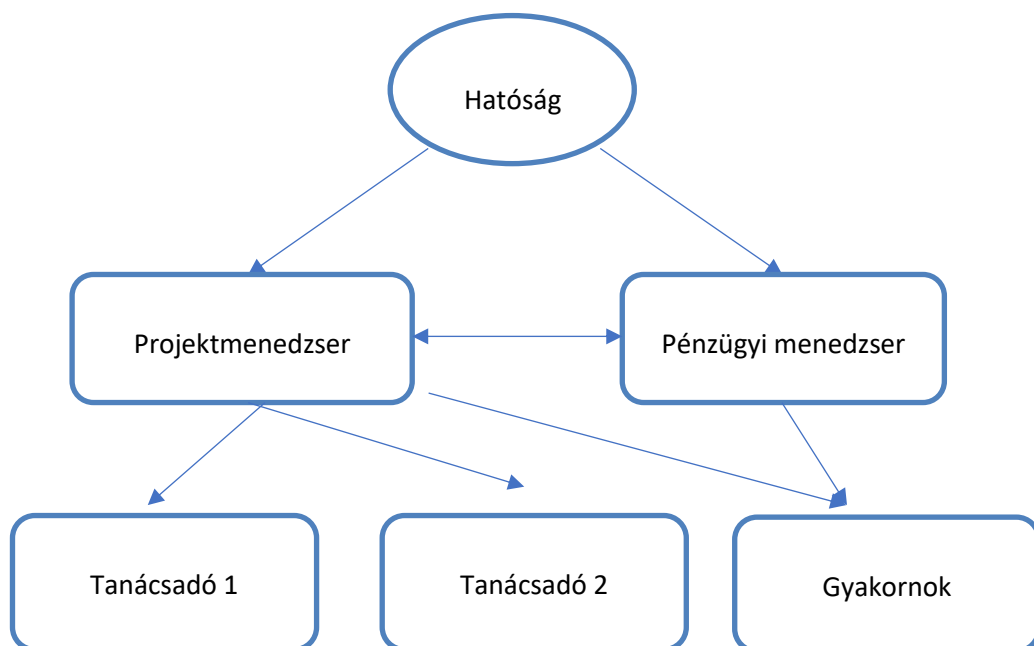 Hatóság
Projektmenedzser
Pénzügyi menedzser
Tanácsadó 1
Tanácsadó 2
Gyakornok